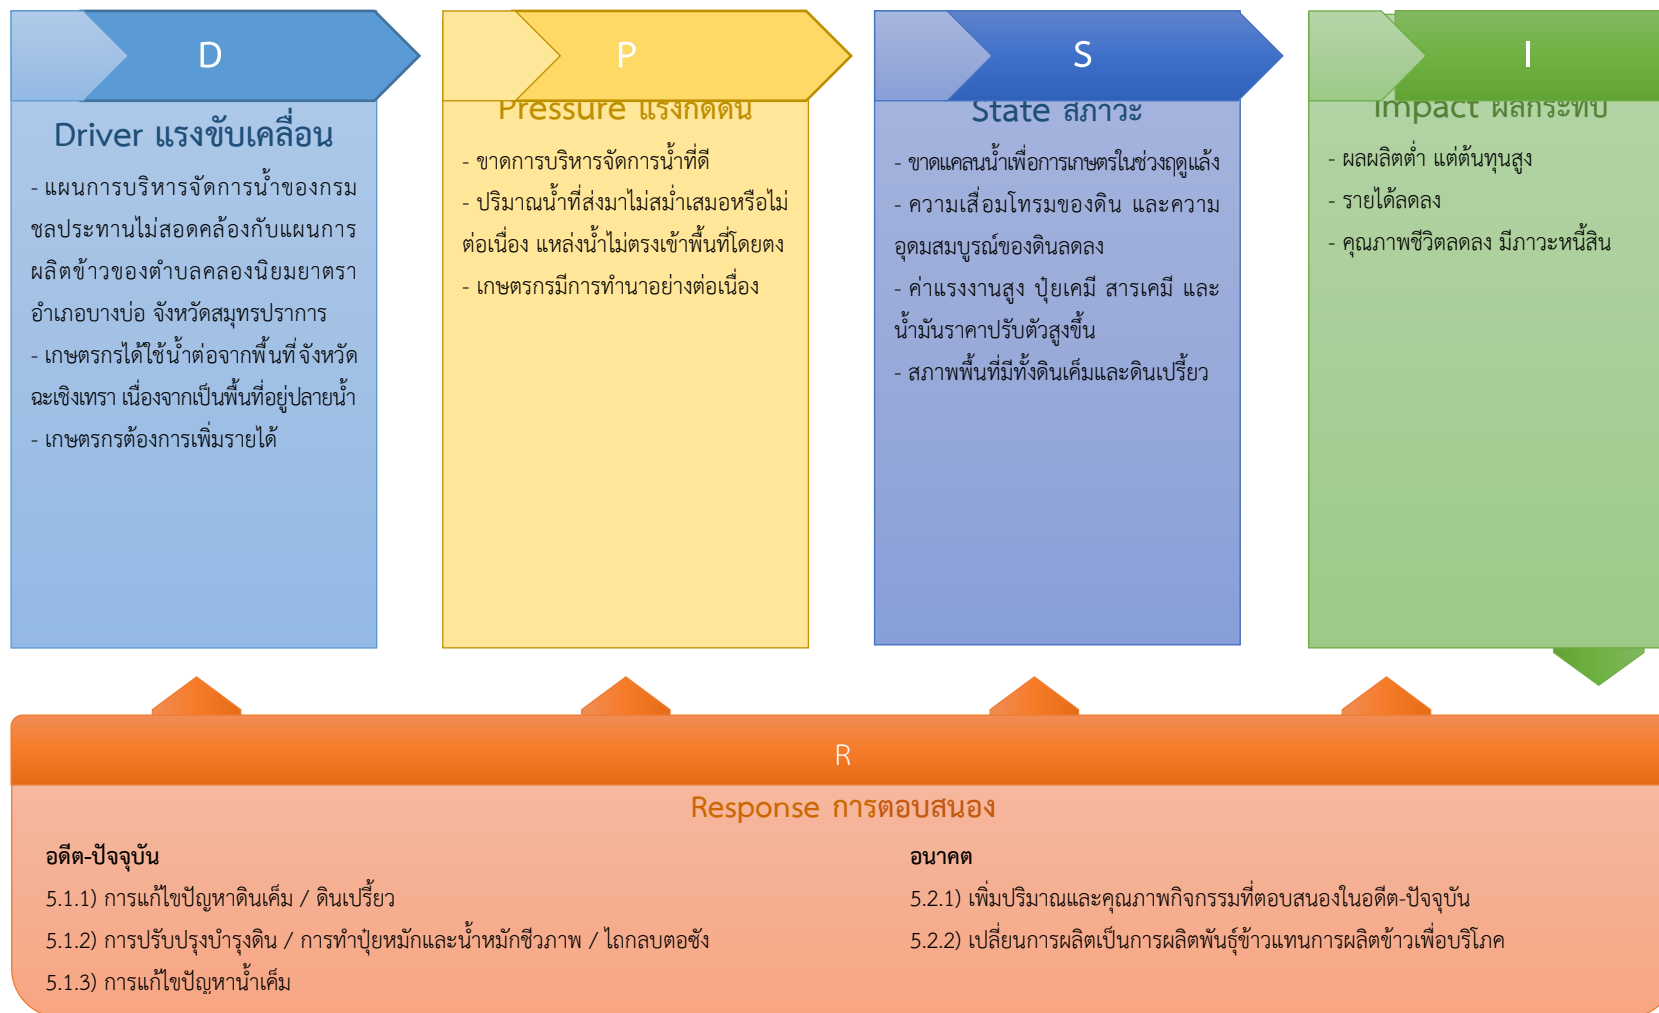 D
Driver แรงขับเคลื่อน
- แผนการบริหารจัดการน้ำของกรม
ชลประทานไม่สอดคล้องกับแผนการ
ผลิตข้าวของตำบลคลองนิยมยาตรา
อำเภอบางบ่อ จังหวัดสมุทรปราการ
- เกษตรกรได้ใช้น้ำต่อจากพื้นที่จังหวัด
ฉะเชิงเทรา เนื่องจากเป็นพื้นที่อยู่ปลายน้ำ
- เกษตรกรต้องการเพิ่มรายได้
P
Pressure แรงกดดัน
- ขาดการบริหารจัดการน้ำที่ดี
- ปริมาณน้ำที่ส่งมาไม่สม่ำเสมอหรือไม่
ต่อเนื่อง แหล่งน้ำไม่ตรงเข้าพื้นที่โดยตง
- เกษตรกรมีการทำนาอย่างต่อเนื่อง
S
State สภาวะ
- ขาดแคลนน้ำเพื่อการเกษตรในช่วงฤดูแล้ง
- ความเสื่อมโทรมของดิน และความ
อุดมสมบูรณ์ของดินลดลง
- ค่าแรงงานสูง ปุ๋ยเคมี สารเคมี และ
น้ำมันราคาปรับตัวสูงขึ้น
- สภาพพื้นที่มีทั้งดินเค็มและดินเปรี้ยว
I
Impact ผลกระทบ
- ผลผลิตต่ำ แต่ต้นทุนสูง
- รายได้ลดลง
- คุณภาพชีวิตลดลง มีภาวะหนี้สิน
R
Response การตอบสนอง
อดีต-ปัจจุบัน
5.1.1) การแก้ไขปัญหาดินเค็ม / ดินเปรี้ยว
5.1.2) การปรับปรุงบำรุงดิน / การทำปุ๋ยหมักและน้ำหมักชีวภาพ / ไถกลบตอซัง
5.1.3) การแก้ไขปัญหาน้ำเค็ม
อนาคต
5.2.1) เพิ่มปริมาณและคุณภาพกิจกรรมที่ตอบสนองในอดีต-ปัจจุบัน
5.2.2) เปลี่ยนการผลิตเป็นการผลิตพันธุ์ข้าวแทนการผลิตข้าวเพื่อบริโภค